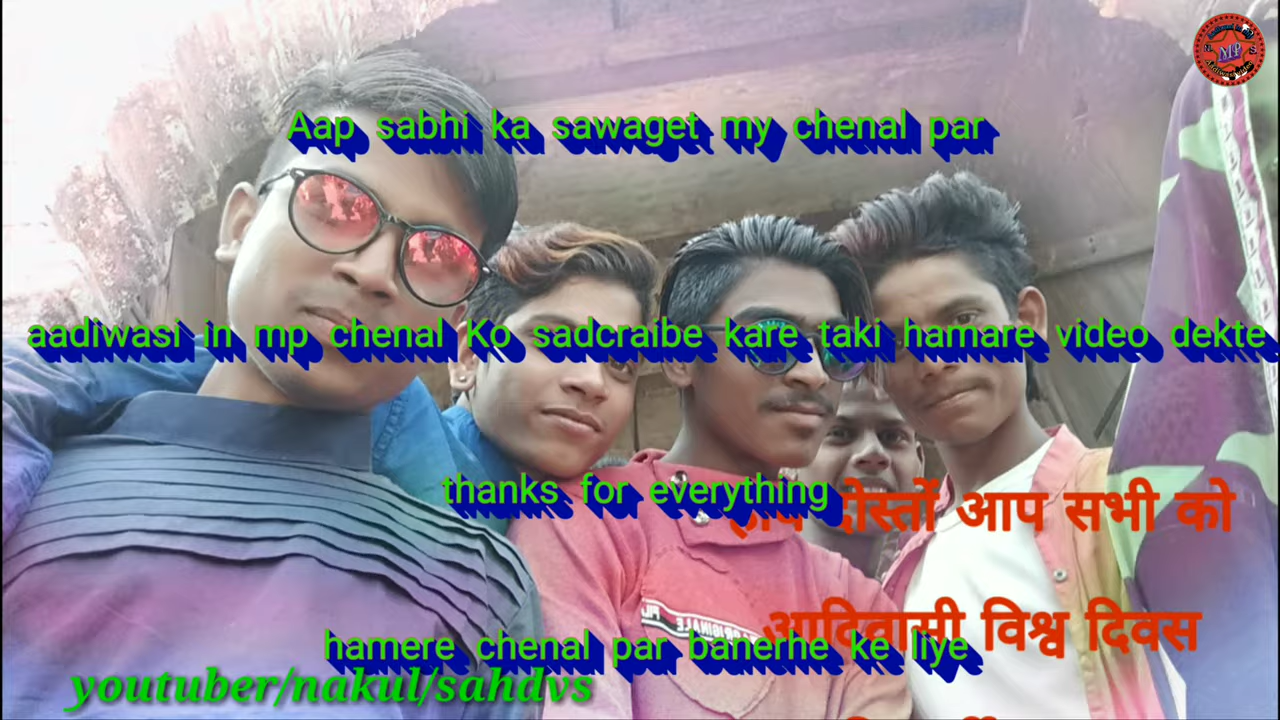 Aap sabhi ka sawaget my chenal par
aadiwasi in mp chenal Ko sadcraibe kare taki hamare video dekte
thanks for everything
दोस्तों आप सभी को
आदिवासी विश्व दिवस
hamere chenal par banerhe ke liye
youtuber/nakul/sahdvs
MP